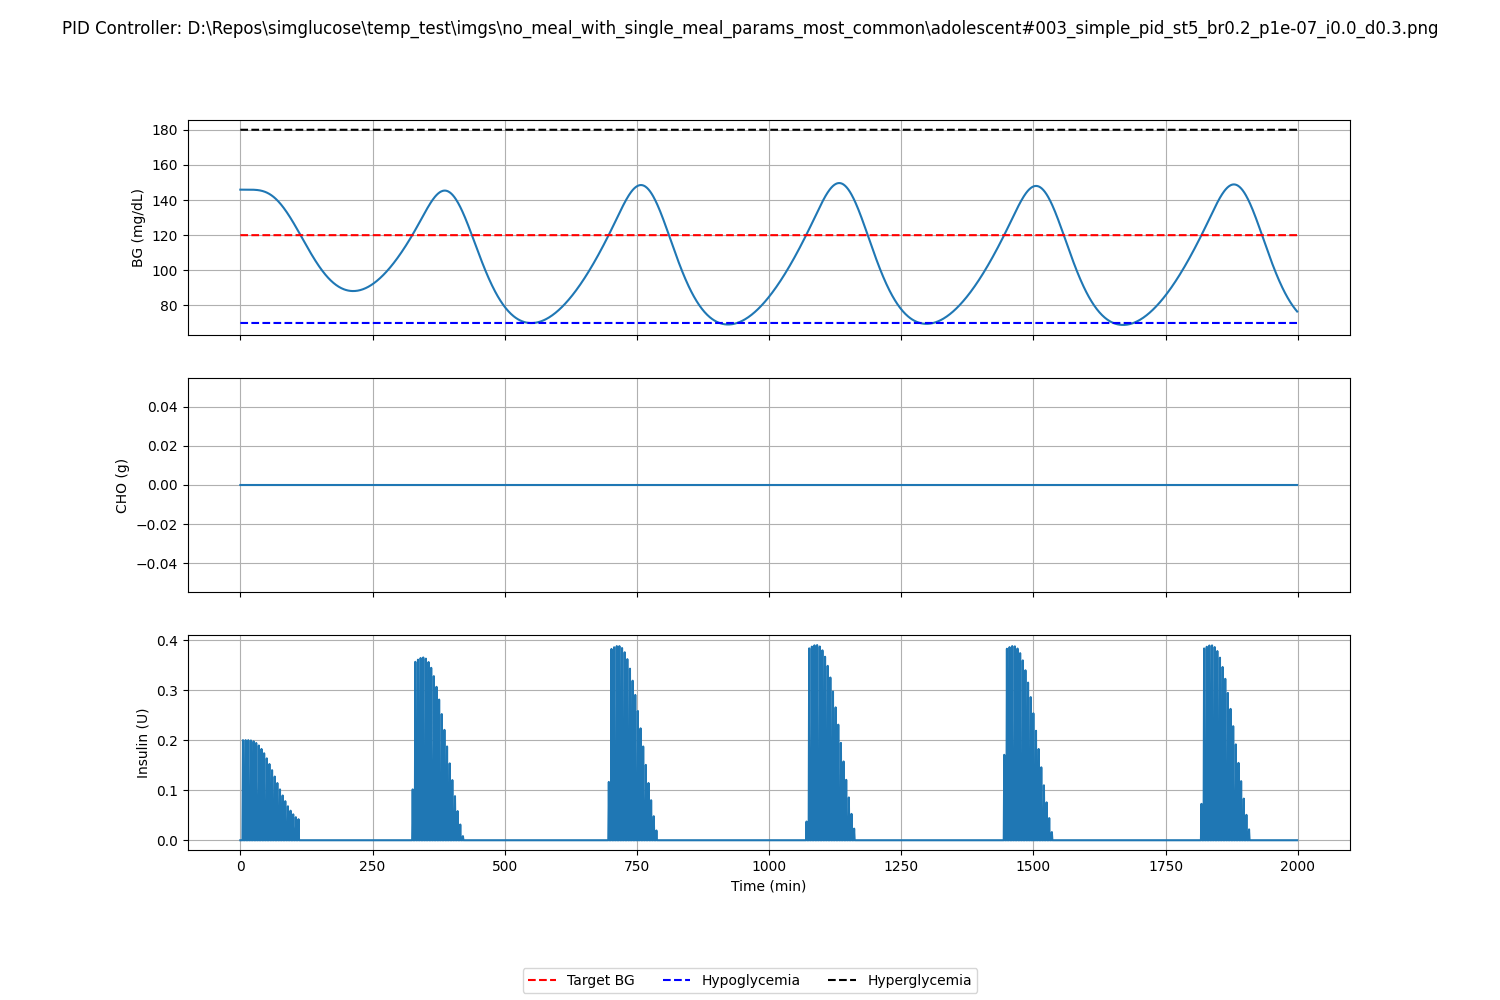 PID Controller: D:\Repos\simglucose\temp_test\imgs\no_meal_with_single_meal_params_most_common\adolescent#003_simple_pid_st5_br0.2_p1e-07_i0.0_d0.3.png
180
160
140
120
100
80
BG (mg/dL)
0.04
0.02
0.00
−0.02
−0.04
CHO (g)
0.4
0.3
0.2
0.1
0.0
Insulin (U)
0 250 500 750 1000 1250 1500 1750 2000
Time (min)
Target BG Hypoglycemia Hyperglycemia